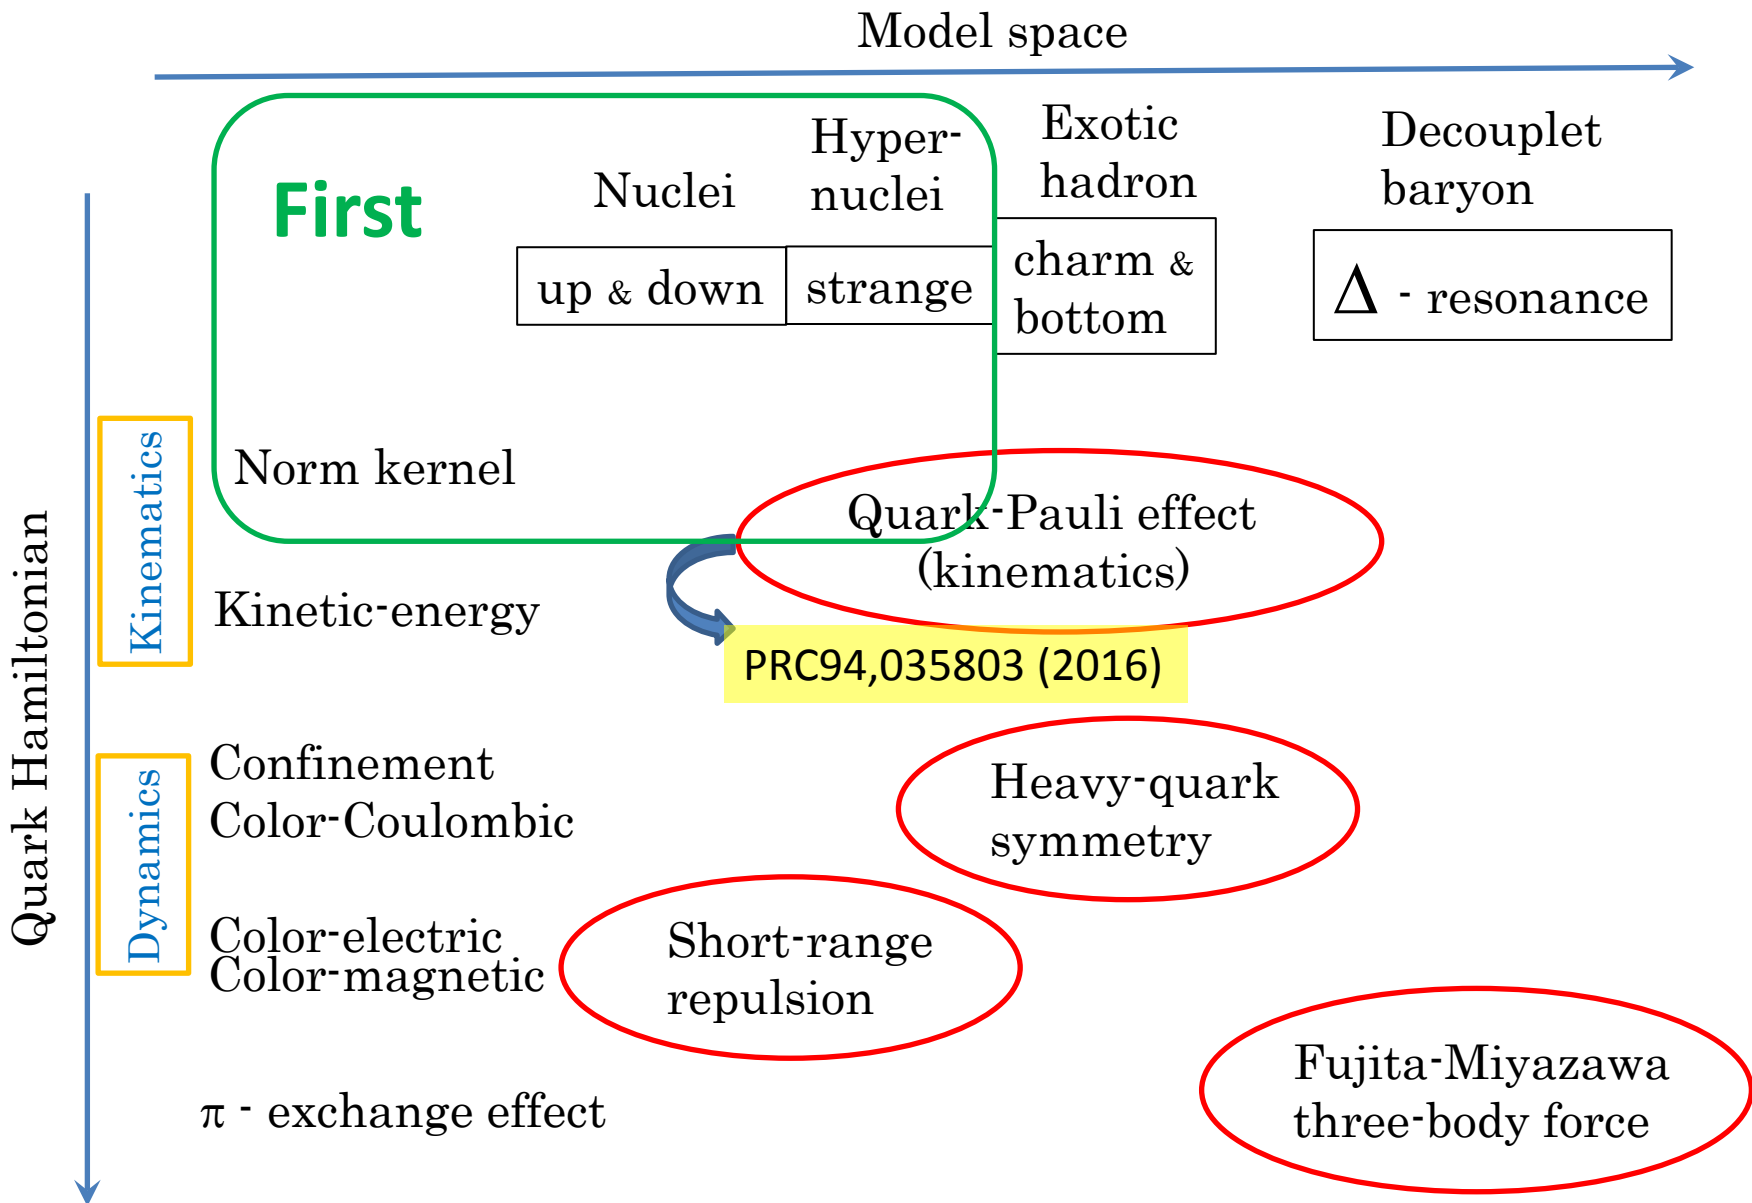 Model space
First
Nuclei
Hyper-
nuclei
Exotic
hadron
Decouplet
baryon
up & down
strange
charm &
bottom
Δ - resonance
Quark Hamiltonian
Kinematics
Norm kernel
Quark-Pauli effect
(kinematics)
Kinetic-energy
PRC94,035803 (2016)
Dynamics
Confinement
Color-Coulombic
Heavy-quark
symmetry
Color-electric
Color-magnetic
Short-range
repulsion
π - exchange effect
Fujita-Miyazawa
three-body force